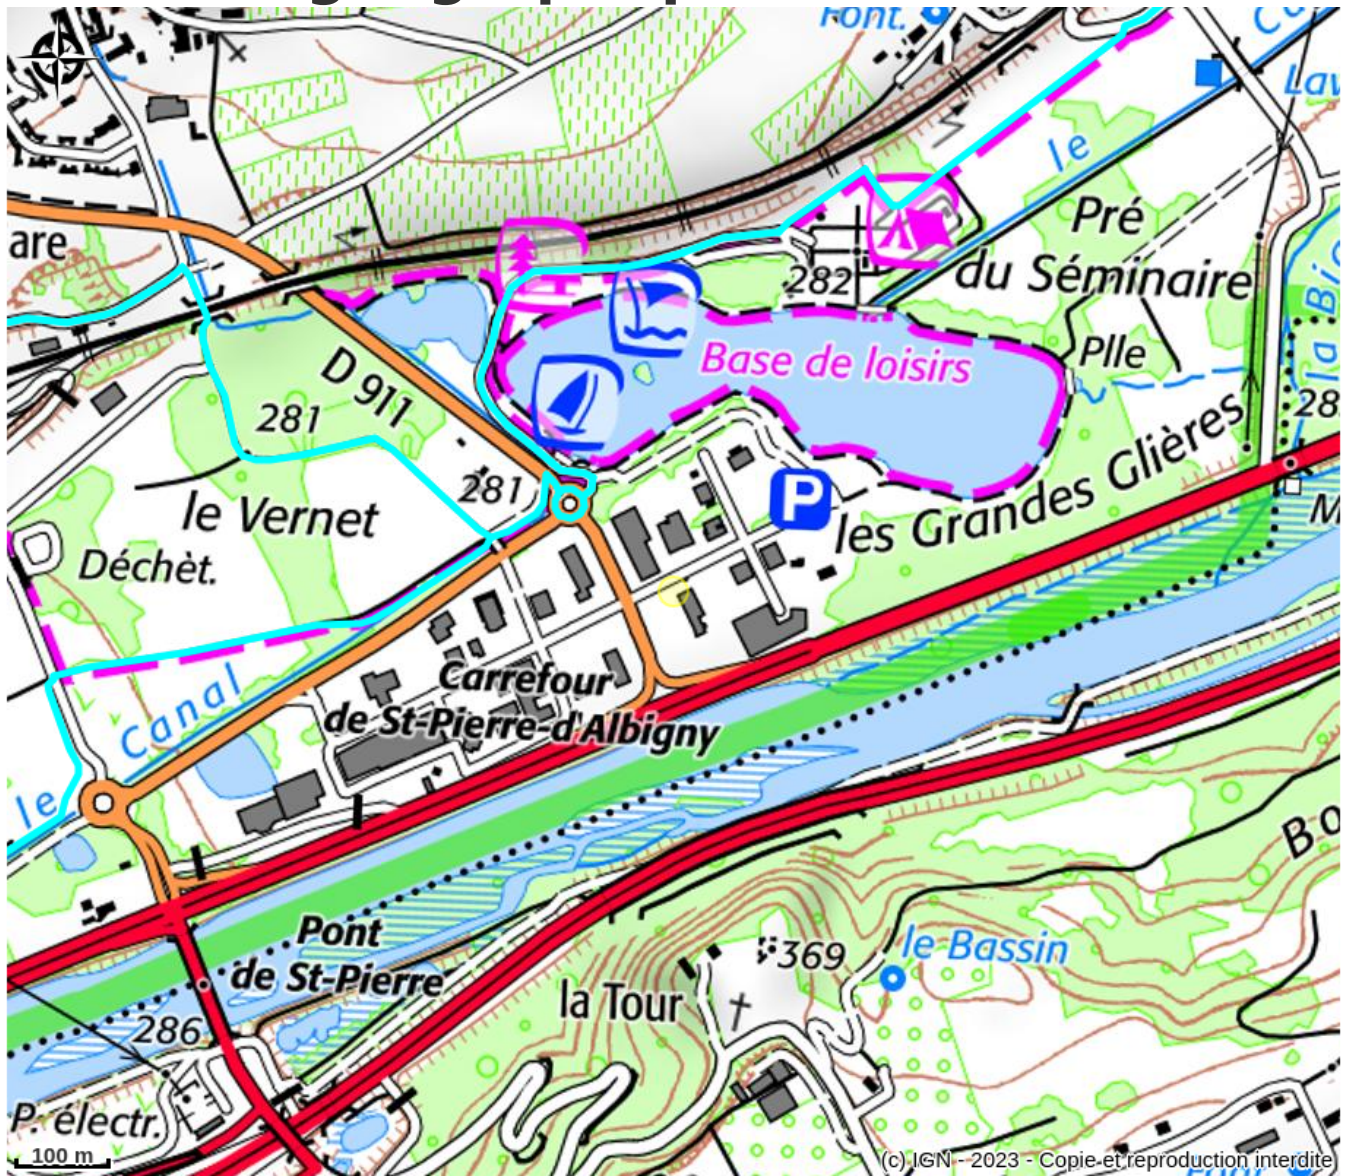 Font.
Lav
le
are
Pré
du Séminaire
282
Plle
Base de loisirs
D 911
281
28
281
P
les Grandes Glières
le Vernet
Déchèt.
M
Carrefour
de St-Pierre-d'Albigny
Canal
le
Bo
Pont
de St-Pierre
le Bassin
369
la Tour
286
P. électr.
100 m
(c) IGN - 2023 - Copie et reproduction interdite